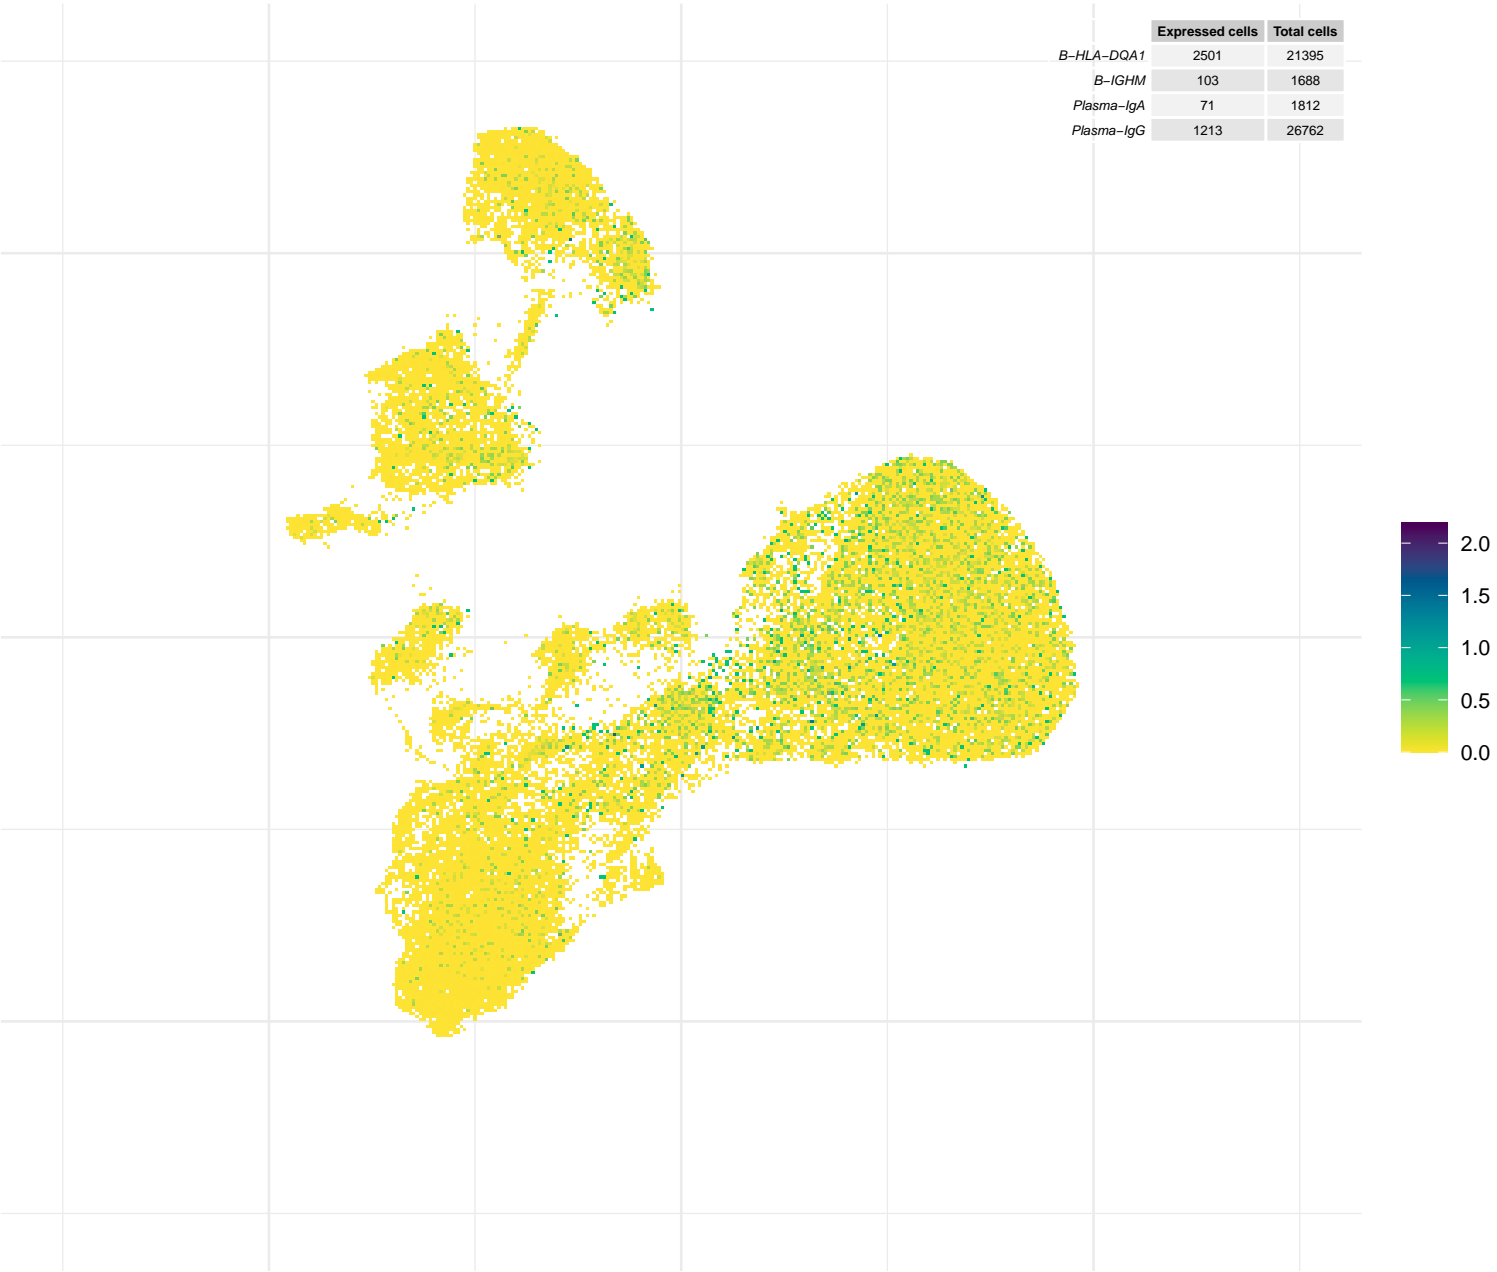 Expressed cells Total cells
B−HLA−DQA1 2501 21395
B−IGHM 103 1688
Plasma−IgA 71 1812
Plasma−IgG 1213 26762
2.0
1.5
1.0
0.5
0.0